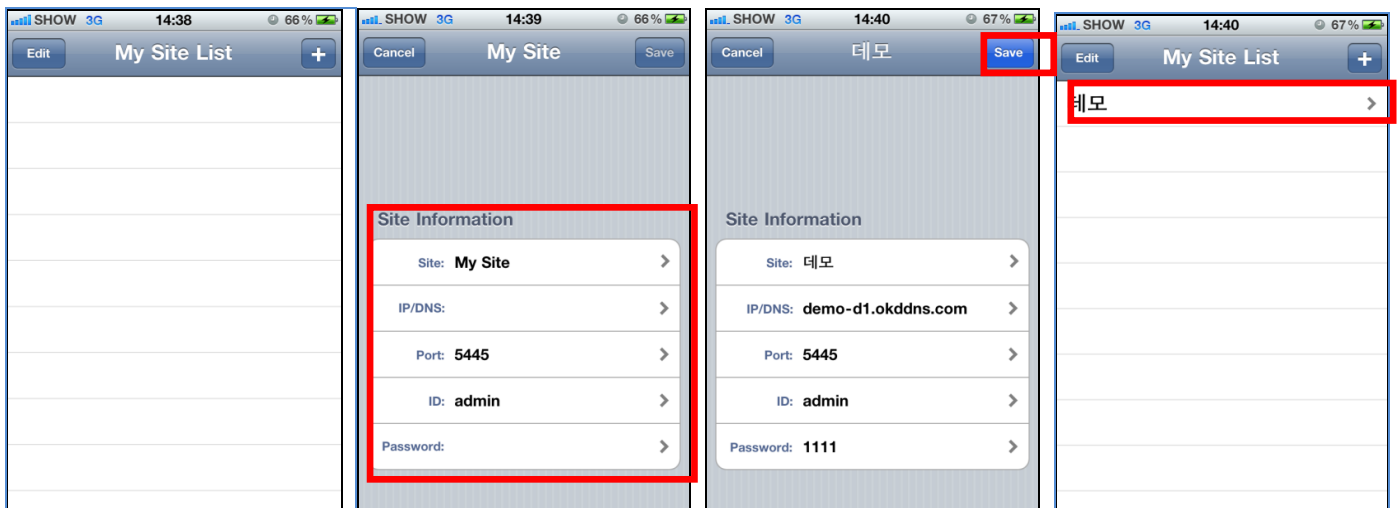 SHOW 3G 14:38 66%
Edit My Site List +
SHOW 3G 14:39 66%
Cancel My Site Save
Site Information
Site: My Site
IP/DNS:
Port: 5445
ID: admin
Password:
SHOW 3G 14:40 67%
Cancel 데모 Save
Site Information
Site: 데모
IP/DNS: demo-d1.okddns.com
Port: 5445
ID: admin
Password: 1111
SHOW 3G 14:40 67%
Edit My Site List +
데모